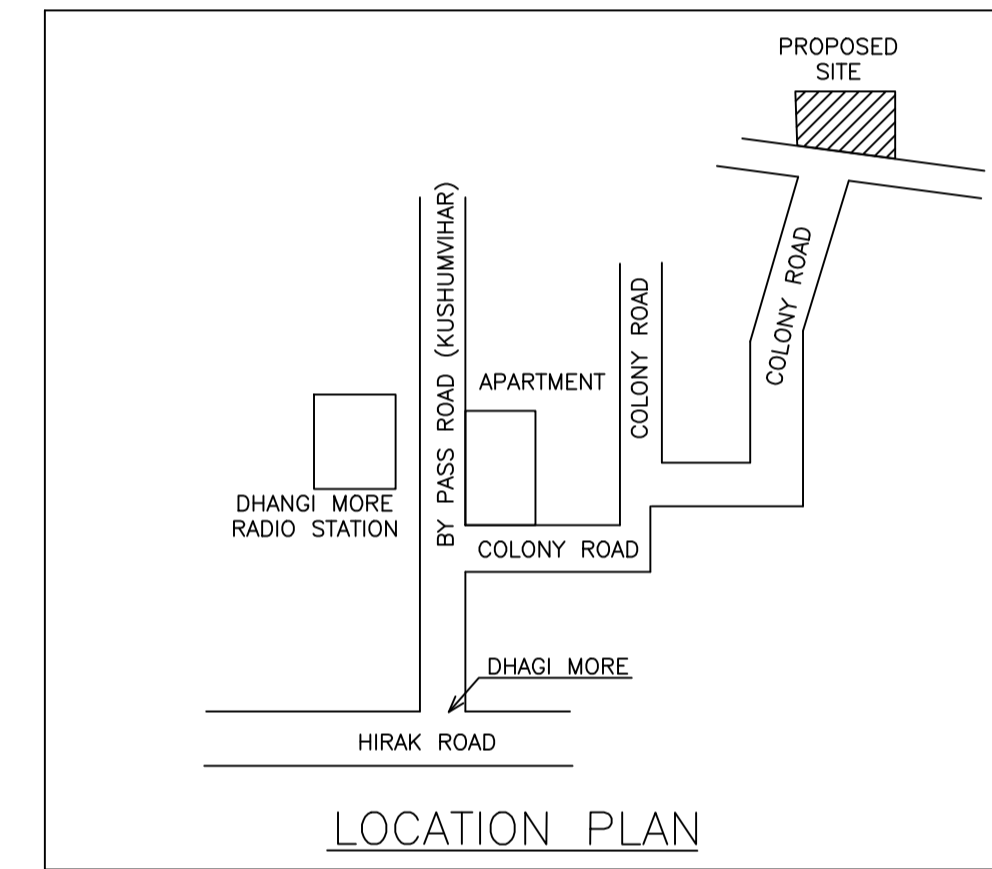 PROPOSED
SITE
COLONY ROAD
BY PASS ROAD (KUSHUMVIHAR)
COLONY ROAD
APARTMENT
DHANGI MORE
RADIO STATION
COLONY ROAD
DHAGI MORE
HIRAK ROAD
LOCATION PLAN